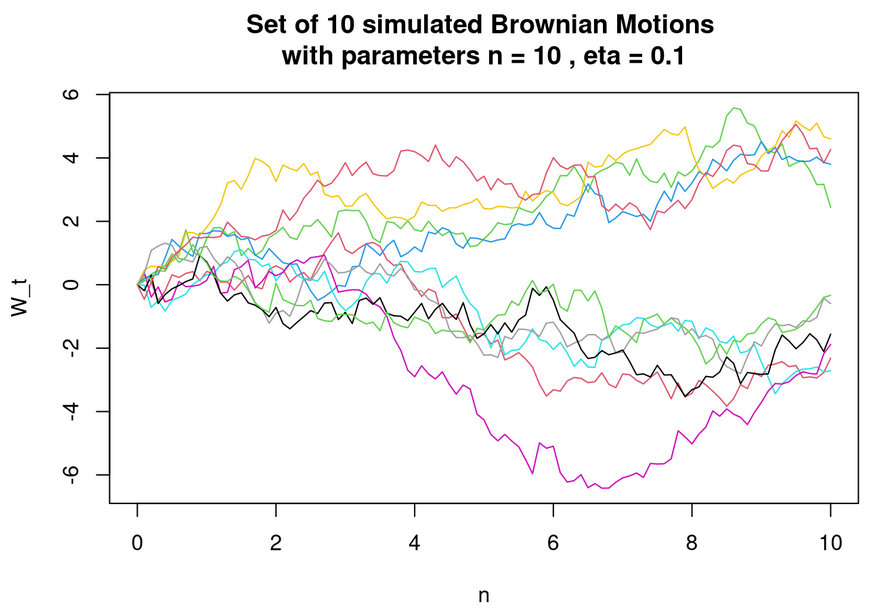 Set of 10 simulated Brownian Motions
with parameters n = 10 , eta = 0.1
6
4
2
0
-2
-4
-6
W_t
0 2 4 6 8 10
n